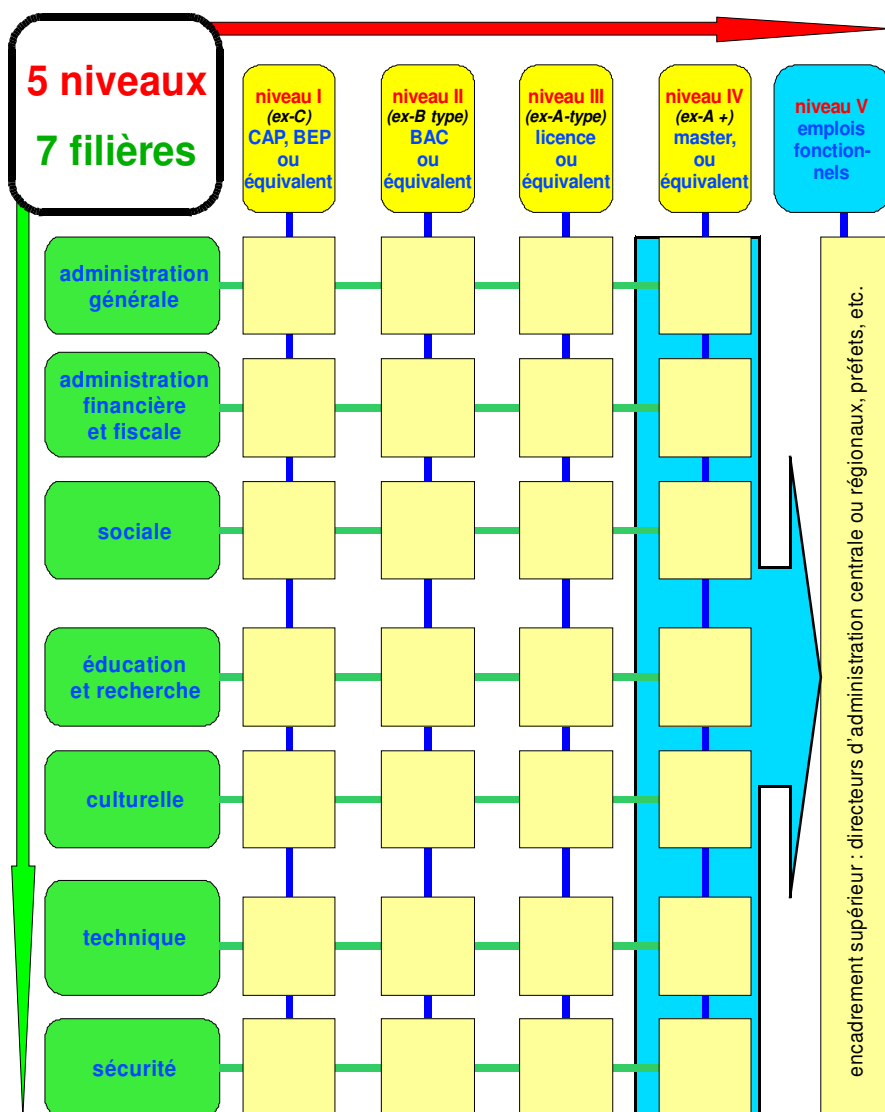 5 niveaux
7 filières
niveau I
(ex-C)
CAP, BEP
ou
équivalent
niveau II
(ex-B type)
BAC
ou
équivalent
niveau III
(ex-A-type)
licence
ou
équivalent
niveau IV
(ex-A +)
master,
ou
équivalent
niveau V
emplois
fonction-
nels
administration
générale
administration
financière
et fiscale
sociale
éducation
et recherche
culturelle
technique
sécurité
encadrement supérieur : directeurs d'administration centrale ou régionaux, préfets, etc.